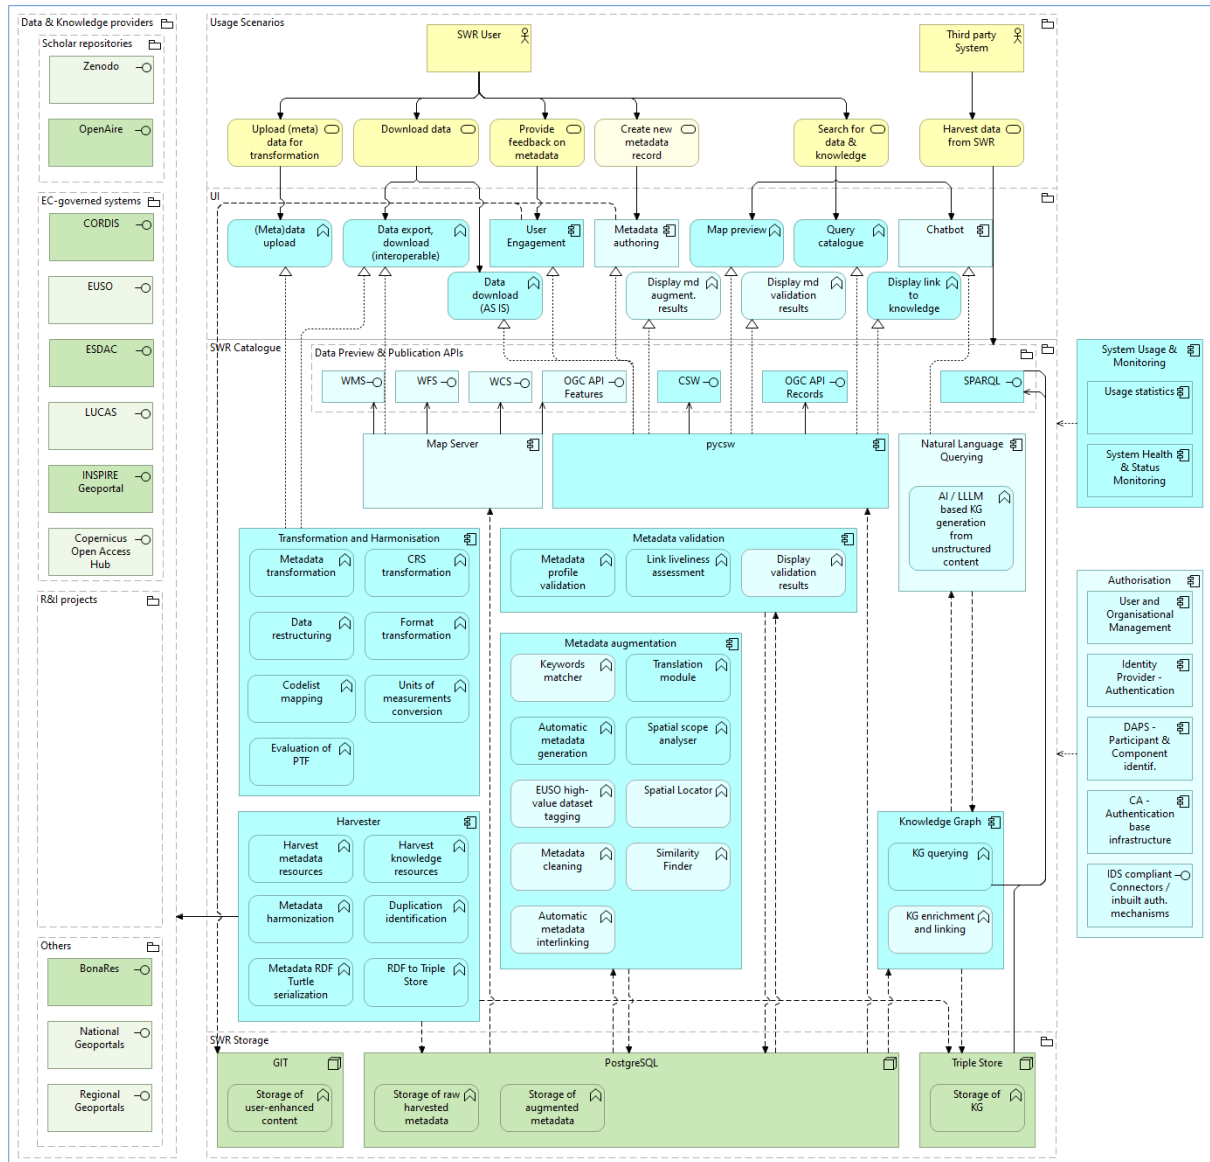 Data & Knowledge providers
Scholar repositories
Zenodo
OpenAire
EC-governed systems
CORDIS
EUSO
ESDAC
LUCAS
INSPIRE
Geoportal
Copernicus
Open Access
Hub
R&I projects
Others
BonaRes
National
Geoportals
Regional
Geoportals
Usage Scenarios
SWR User
Third party
System
Upload (meta)
data for
transformation
Download data
Provide
feedback on
metadata
Create new
metadata
record
Search for
data &
knowledge
Harvest data
from SWR
UI
(Meta)data
upload
Data export,
download
(interoperable)
User
Engagement
Metadata
authoring
Map preview
Query
catalogue
Chatbot
Data
download
(AS IS)
Display md
augment.
results
Display md
validation
results
Display link
to
knowledge
SWR Catalogue
Data Preview & Publication APIs
WMS
WFS
WCS
OGC API
Features
CSW
OGC API
Records
SPARQL
Map Server
pycsw
Natural Language
Querying
AI / LLLM
based KG
generation
from
unstructured
content
Transformation and Harmonisation
Metadata
transformation
CRS
transformation
Data
restructuring
Format
transformation
Codelist
mapping
Units of
measurements
conversion
Evaluation of
PTF
Metadata validation
Metadata
profile
validation
Link liveliness
assessment
Display
validation
results
Metadata augmentation
Keywords
matcher
Translation
module
Automatic
metadata
generation
Spatial scope
analyser
EUSO high-
value dataset
tagging
Spatial Locator
Metadata
cleaning
Similarity
Finder
Automatic
metadata
interlinking
Harvester
Harvest
metadata
resources
Harvest
knowledge
resources
Metadata
harmonization
Duplication
identification
Metadata RDF
Turtle
serialization
RDF to Triple
Store
Knowledge Graph
KG querying
KG enrichment
and linking
SWR Storage
GIT
Storage of
user-enhanced
content
PostgreSQL
Storage of raw
harvested
metadata
Storage of
augmented
metadata
Triple Store
Storage of
KG
System Usage &
Monitoring
Usage statistics
System Health
& Status
Monitoring
Authorisation
User and
Organisational
Management
Identity
Provider -
Authentication
DAPS -
Participant &
Component
identif.
CA -
Authentication
base
infrastructure
IDS compliant
Connectors /
inbuilt auth.
mechanisms